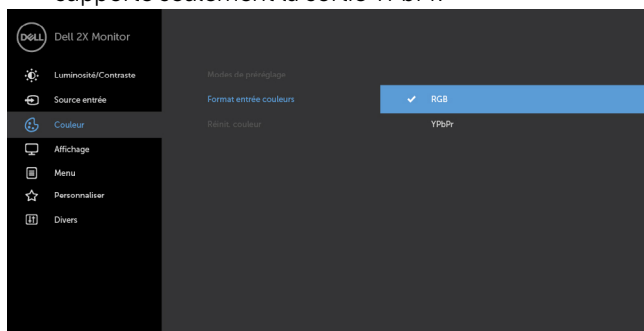 supporte seulement la sortie YPbPr.
DELL
Dell 2X Monitor
Luminosité/Contraste
Source entrée
Couleur
Affichage
Menu
Personnaliser
Divers
Modes de préréglage
Format entrée couleurs
Réinit. couleur
RGB
YPbPr